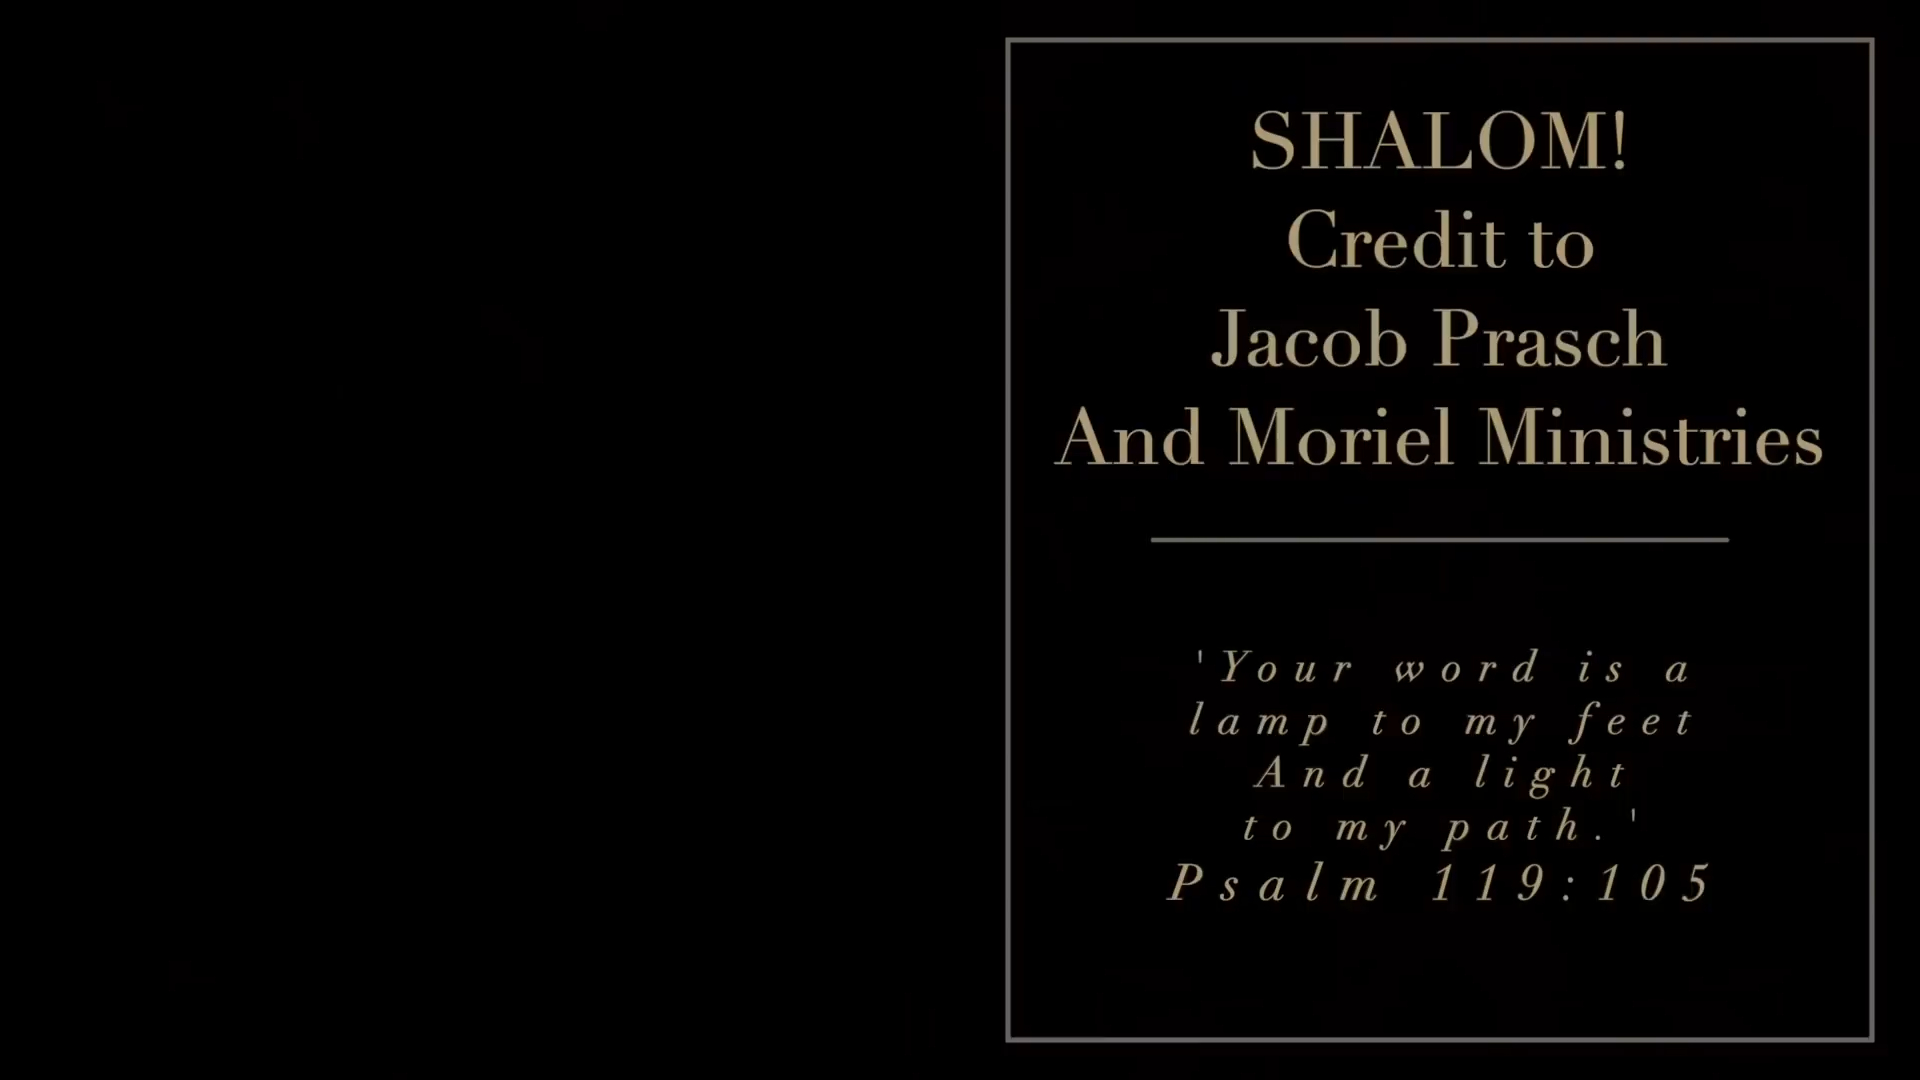 SHALOM!
Credit to
Jacob Prasch
And Moriel Ministries
'Your word is a
lamp to my feet
And a light
to my path.'
Psalm 119:105